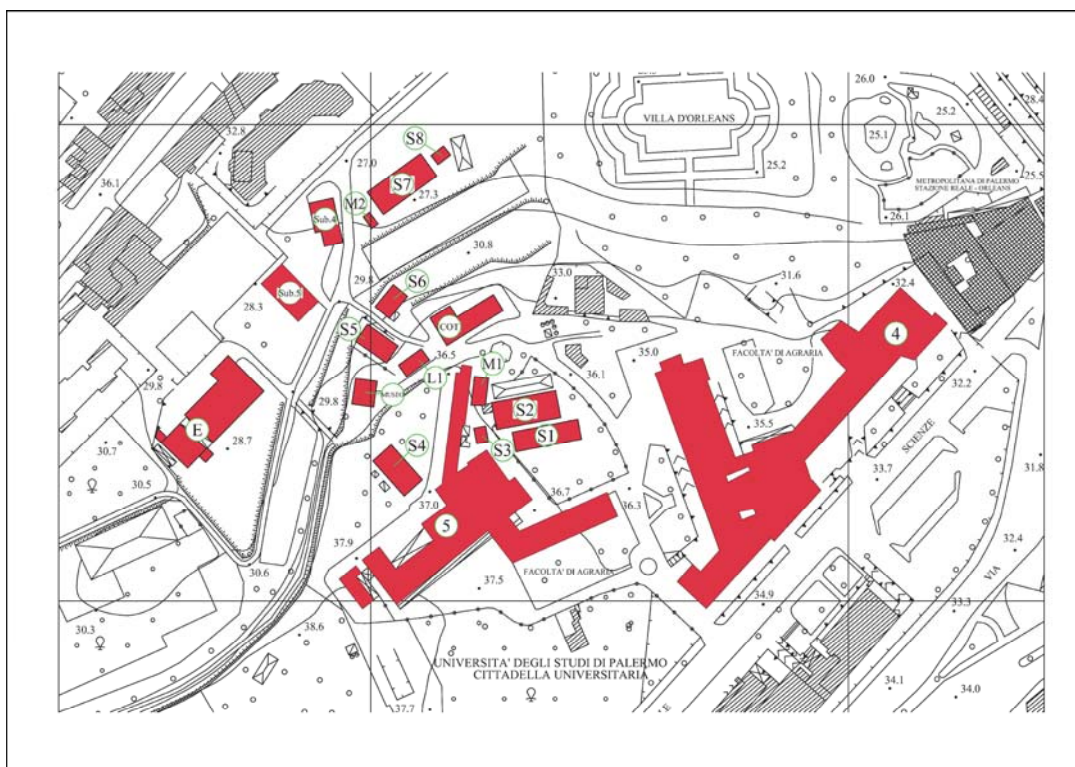 26.0
28.4
25.2
VILLA D'ORLEANS
32.8
S8
25.1
27.0
36.1
S7
25.2
25.5
METROPOLITANA DI PALERMO
STAZIONE REALE - ORLEANS
M2
27.3
26.1
Sub.4
30.8
29.8
S6
33.0
31.6
32.4
Sub.5
28.3
COT
S5
4
36.5
M1
35.0
FACOLTA' DI AGRARIA
29.8
L1
36.1
32.2
MUSEO
29.8
S2
E
28.7
S1
35.5
SCIENZE
30.7
S4
S3
33.7
31.8
30.5
36.7
37.0
36.3
5
32.4
37.9
FACOLTA' DI AGRARIA
VIA
30.6
37.5
34.9
33.3
30.3
38.6
UNIVERSITA' DEGLI STUDI DI PALERMO
CITTADELLA UNIVERSITARIA
34.1
34.0
37.7